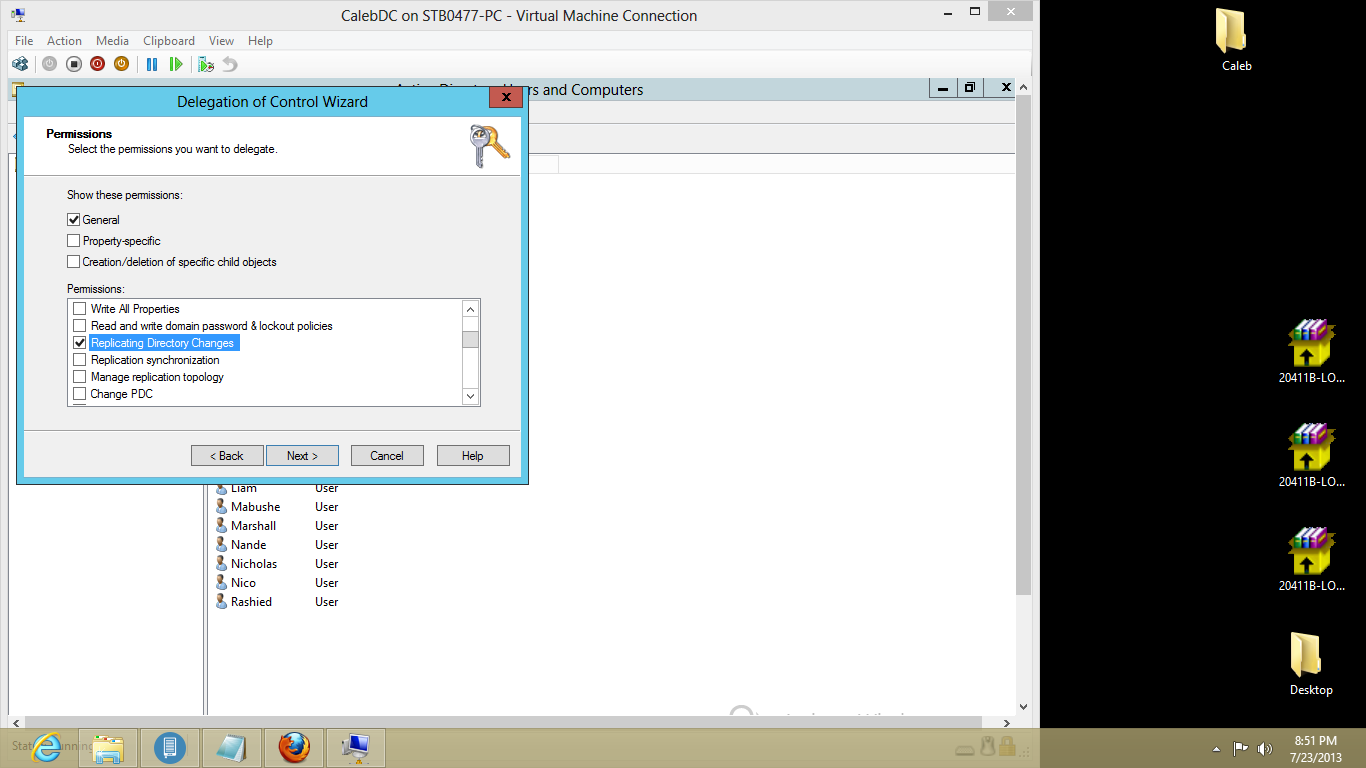 CalebDC on STB0477-PC - Virtual Machine Connection
File Action Media Clipboard View Help
Users and Computers
Delegation of Control Wizard
Permissions
Select the permissions you want to delegate.
Show these permissions:
General
Property-specific
Creation/deletion of specific child objects
Permissions:
Write All Properties
Read and write domain password & lockout policies
Replicating Directory Changes
Replication synchronization
Manage replication topology
Change PDC
< Back Next > Cancel Help
Liam User
Mabushe User
Marshall User
Nande User
Nicholas User
Nico User
Rashied User
Caleb
20411B-LO...
20411B-LO...
20411B-LO...
Desktop
8:51 PM
7/23/2013